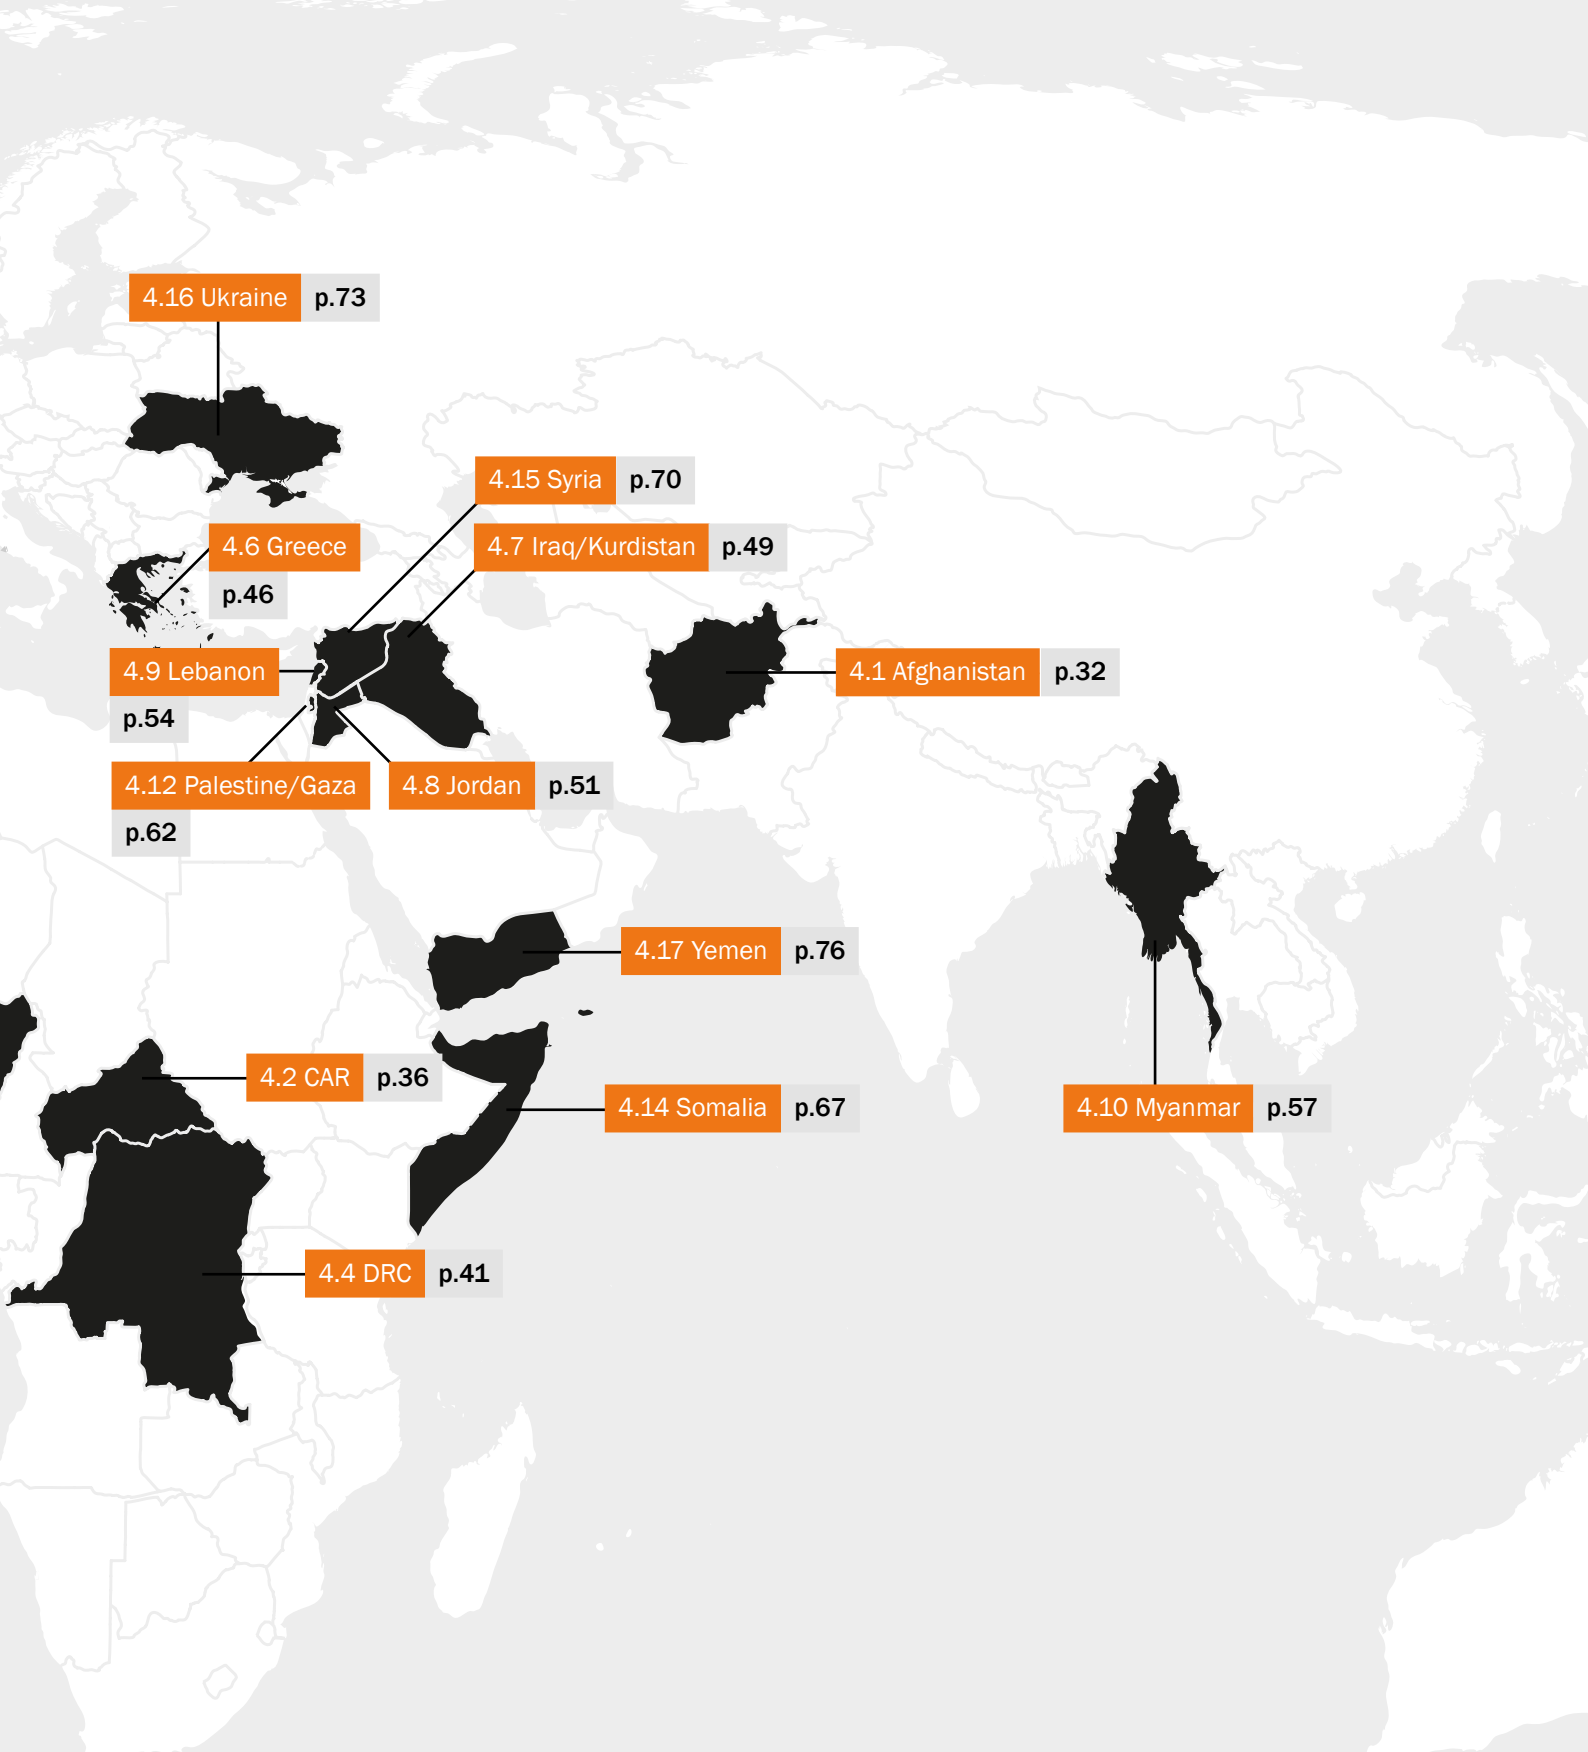 4.16 Ukraine p.73
4.15 Syria p.70
4.6 Greece
p.46
4.7 Iraq/Kurdistan p.49
4.9 Lebanon
p.54
4.1 Afghanistan p.32
4.12 Palestine/Gaza
p.62
4.8 Jordan p.51
4.17 Yemen p.76
4.2 CAR p.36
4.14 Somalia p.67
4.10 Myanmar p.57
4.4 DRC p.41